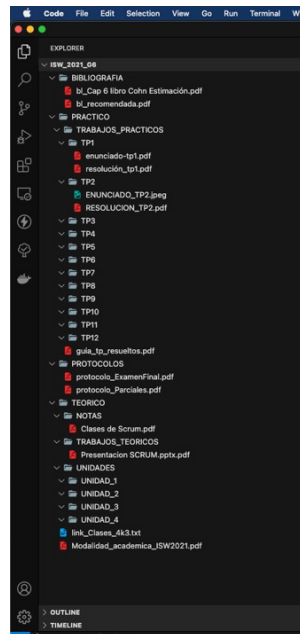 Code File Edit Selection View Go Run Terminal
EXPLORER
ISW_2021_G6
BIBLIOGRAFIA
bl_Cap 6 libro Cohn Estimación.pdf
bl_recomendada.pdf
PRACTICO
TRABAJOS_PRACTICOS
TP1
enunciado-tp1.pdf
resolución_tp1.pdf
TP2
ENUNCIADO_TP2.jpeg
RESOLUCION_TP2.pdf
TP3
TP4
TP5
TP6
TP7
TP8
TP9
TP10
TP11
TP12
guia_tp_resueltos.pdf
PROTOCOLOS
protocolo_ExamenFinal.pdf
protocolo_Parciales.pdf
TEORICO
NOTAS
Clases de Scrum.pdf
TRABAJOS_TEORICOS
Presentacion SCRUM.pptx.pdf
UNIDADES
UNIDAD_1
UNIDAD_2
UNIDAD_3
UNIDAD_4
link_Clases_4k3.txt
Modalidad_academica_ISW2021.pdf
OUTLINE
TIMELINE